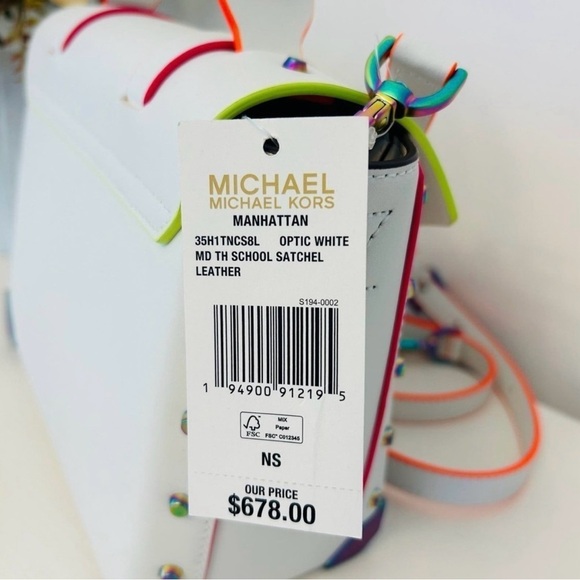 MICHAEL
MICHAEL KORS
MANHATTAN
35H1TNCS8L OPTIC WHITE
MD TH SCHOOL SATCHEL
LEATHER
S194-0002
1 94900 91219 5
FSC
MIX
Paper
FSC® C012345
NS
OUR PRICE
$678.00